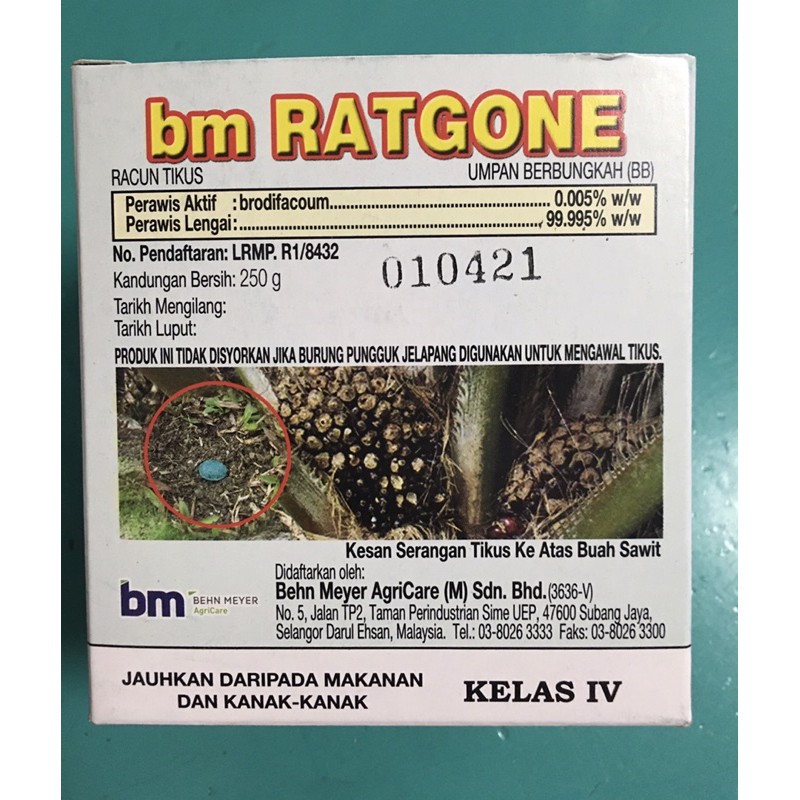 bm RATGONE
RACUN TIKUS UMPAN BERBUNGKAH (BB)
Perawis Aktif :brodifacoum.......................................... 0.005% w/w
Perawis Lengai:.......................................................... 99.995% w/w
No. Pendaftaran: LRMP. R1/8432
Kandungan Bersih: 250 g
010421
Tarikh Mengilang:
Tarikh Luput:
PRODUK INI TIDAK DISYORKAN JIKA BURUNG PUNGGUK JELAPANG DIGUNAKAN UNTUK MENGAWAL TIKUS.
Kesan Serangan Tikus Ke Atas Buah Sawit
bm BEHN MEYER
AgriCare
Didaftarkan oleh:
Behn Meyer AgriCare (M) Sdn. Bhd.(3636-V)
No. 5, Jalan TP2, Taman Perindustrian Sime UEP, 47600 Subang Jaya,
Selangor Darul Ehsan, Malaysia. Tel.: 03-8026 3333 Faks: 03-8026 3300
JAUHKAN DARIPADA MAKANAN
DAN KANAK-KANAK
KELAS IV